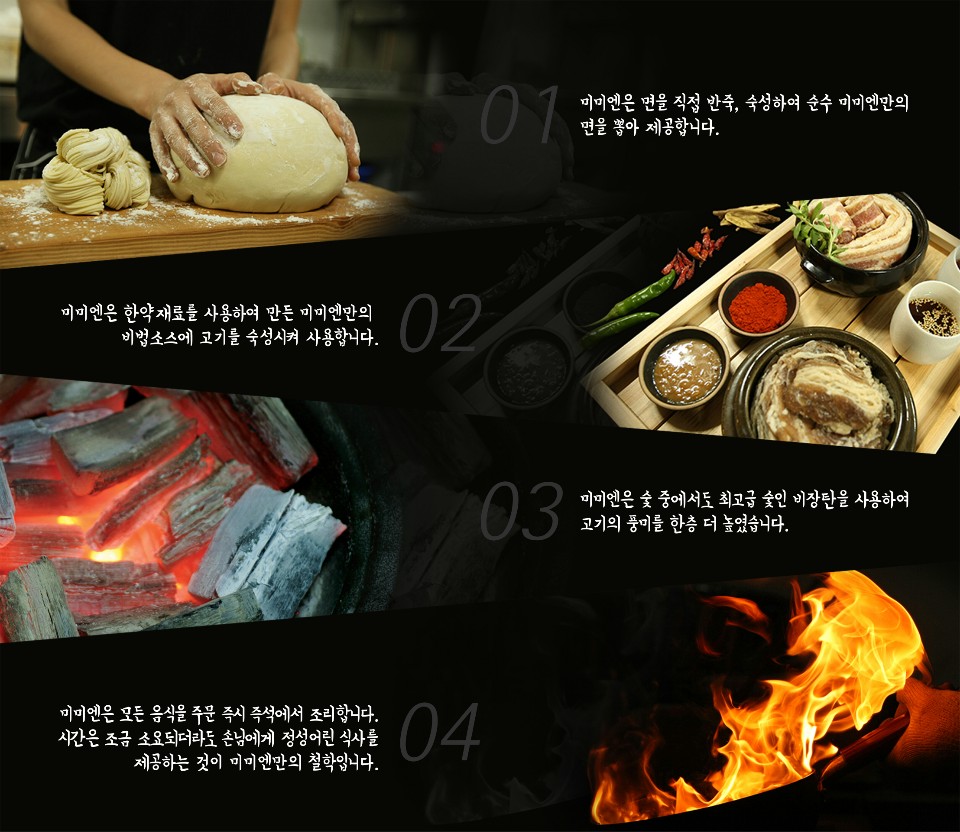 01
미미엔은 면을 직접 반죽, 숙성하여 순수 미미엔만의
면을 뽑아 제공합니다.
미미엔은 한약재료를 사용하여 만든 미미엔만의
비법소스에 고기를 숙성시켜 사용합니다.
02
03
미미엔은 숯 중에서도 최고급 숯인 비장탄을 사용하여
고기의 풍미를 한층 더 높였습니다.
미미엔은 모든 음식을 주문 즉시 즉석에서 조리합니다.
시간은 조금 소요되더라도 손님에게 정성어린 식사를
제공하는 것이 미미엔만의 철학입니다.
04